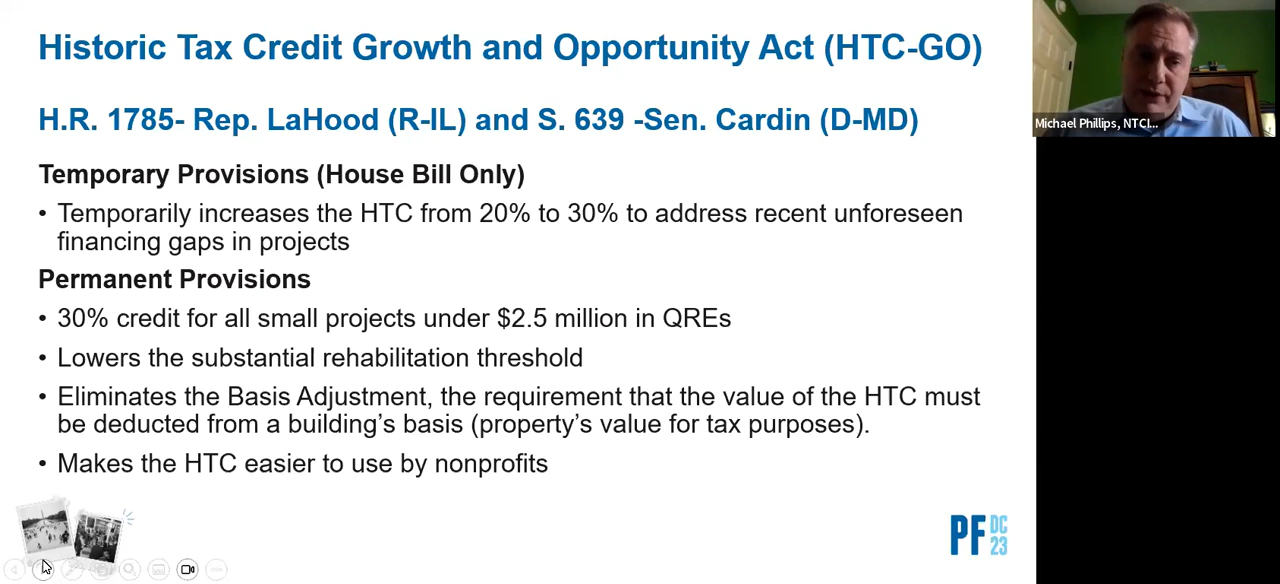 Historic Tax Credit Growth and Opportunity Act (HTC-GO)
H.R. 1785- Rep. LaHood (R-IL) and S. 639 -Sen. Cardin (D-MD)
Temporary Provisions (House Bill Only)
• Temporarily increases the HTC from 20% to 30% to address recent unforeseen
financing gaps in projects
Permanent Provisions
• 30% credit for all small projects under $2.5 million in QREs
• Lowers the substantial rehabilitation threshold
• Eliminates the Basis Adjustment, the requirement that the value of the HTC must
be deducted from a building’s basis (property’s value for tax purposes).
• Makes the HTC easier to use by nonprofits
PF DC
23
Michael Phillips, NTCI...